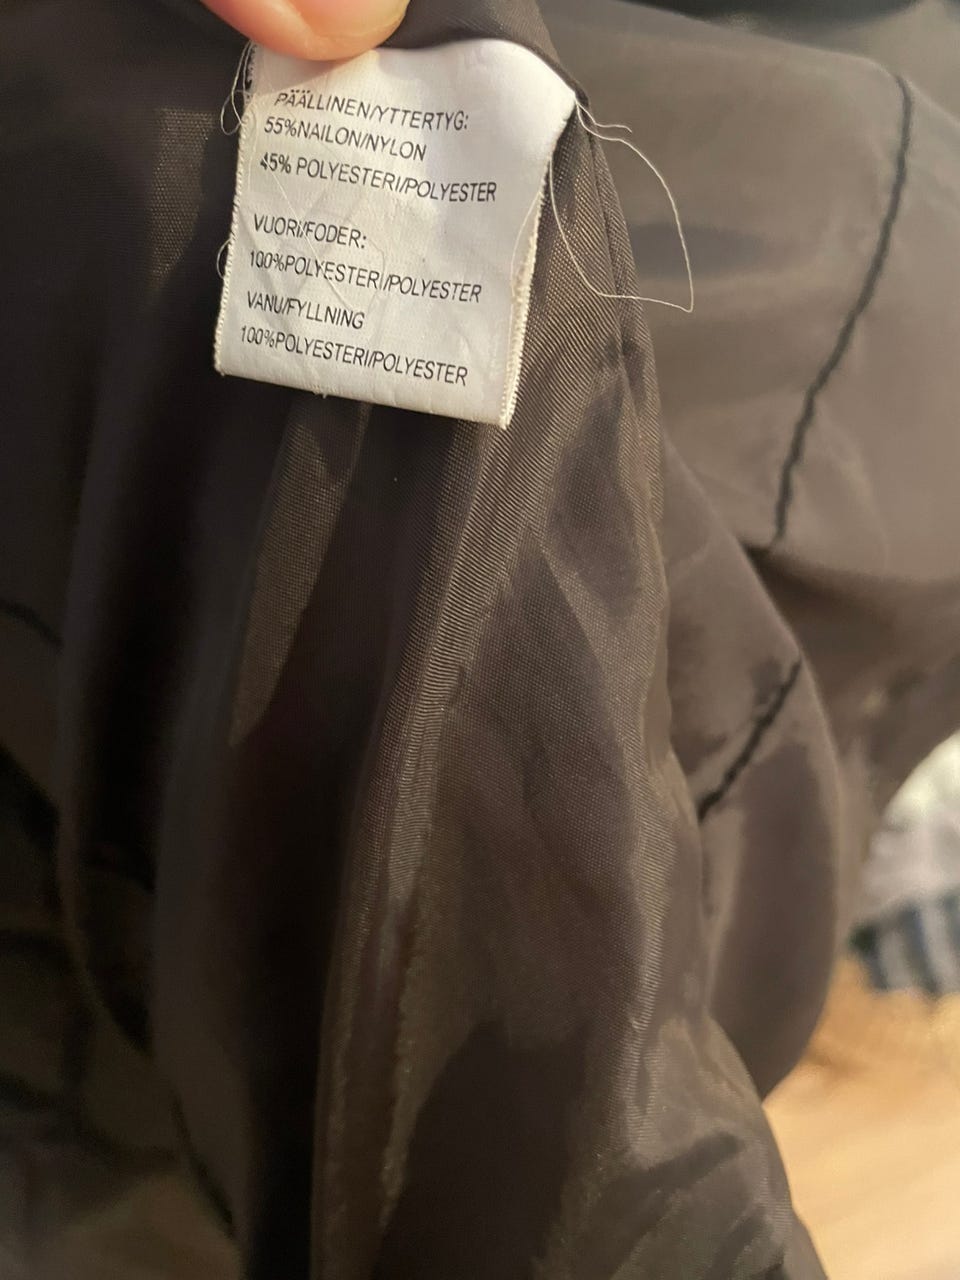 PÄÄLLINEN/YTTERTYG:
55%NAILON/NYLON
45% POLYESTERI/POLYESTER
VUORI/FODER:
100%POLYESTERI/POLYESTER
VANU/FYLLNING
100%POLYESTERI/POLYESTER